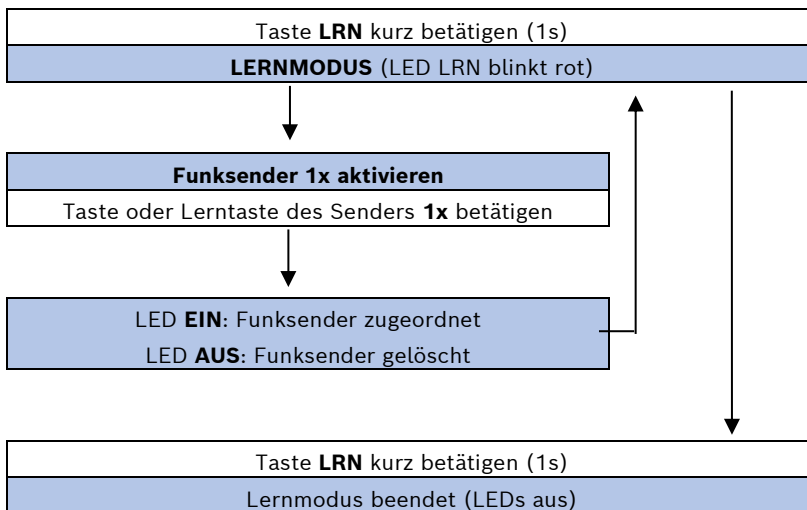 Taste LRN kurz betätigen (1s)
LERNMODUS (LED LRN blinkt rot)
Funksender 1x aktivieren
Taste oder Lerntaste des Senders 1x betätigen
LED EIN: Funksender zugeordnet
LED AUS: Funksender gelöscht
Taste LRN kurz betätigen (1s)
Lernmodus beendet (LEDs aus)